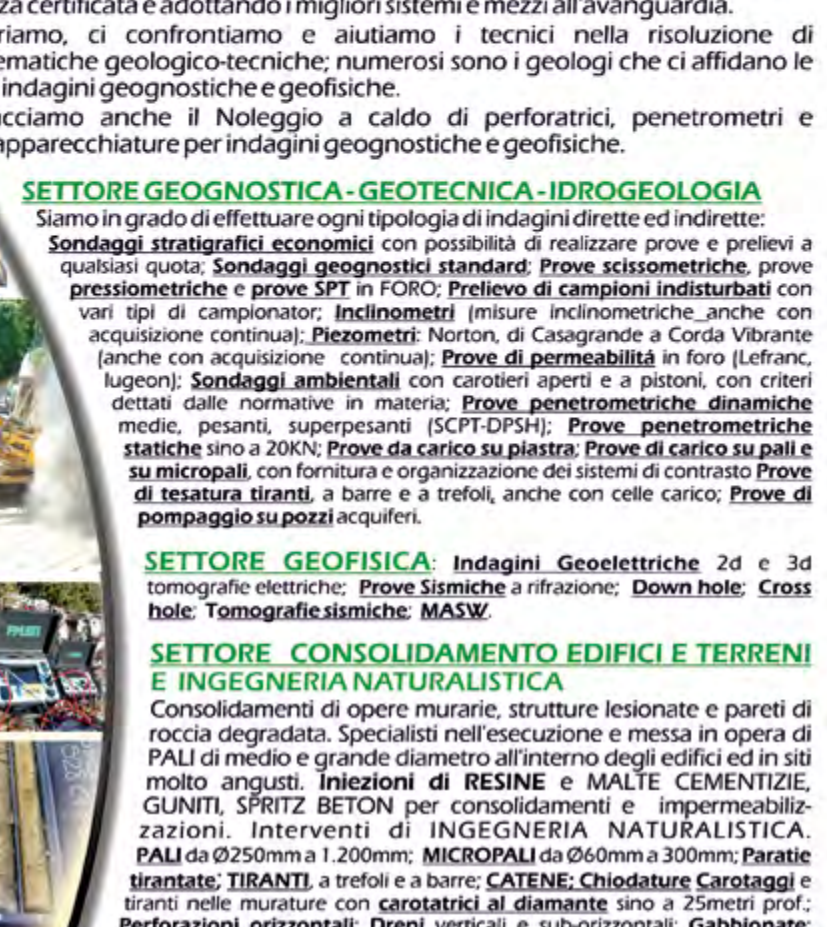 za certificata e adottando i migliori sistemi e mezzi all'avanguardia.
riamo, ci confrontiamo e aiutiamo i tecnici nella risoluzione di
ematiche geologico-tecniche; numerosi sono i geologi che ci affidano le
indagini geognostiche e geofisiche.
cciamo anche il Noleggio a caldo di perforatrici, penetrometri e
apparecchiature per indagini geognostiche e geofisiche.
SETTORE GEOGNOSTICA - GEOTECNICA - IDROGEOLOGIA
Siamo in grado di effettuare ogni tipologia di indagini dirette ed indirette:
Sondaggi stratigrafici economici con possibilità di realizzare prove e prelievi a
qualsiasi quota; Sondaggi geognostici standard; Prove scissometriche, prove
pressiometriche e prove SPT in FORO; Prelievo di campioni indisturbati con
vari tipi di campionator; Inclinometri (misure inclinometriche anche con
acquisizione continua); Piezometri: Norton, di Casagrande a Corda Vibrante
(anche con acquisizione continua); Prove di permeabilitá in foro (Lefranc,
lugeon); Sondaggi ambientali con carotieri aperti e a pistoni, con criteri
dettati dalle normative in materia; Prove penetrometriche dinamiche
medie, pesanti, superpesanti (SCPT-DPSH); Prove penetrometriche
statiche sino a 20KN; Prove da carico su piastra; Prove di carico su pali e
su micropali, con fornitura e organizzazione dei sistemi di contrasto Prove
di tesatura tiranti, a barre e a trefoli, anche con celle carico; Prove di
pompaggio su pozzi acquiferi.
SETTORE GEOFISICA: Indagini Geoelettriche 2d e 3d
tomografie elettriche; Prove Sismiche a rifrazione; Down hole; Cross
hole; Tomografie sismiche; MASW.
SETTORE CONSOLIDAMENTO EDIFICI E TERRENI
E INGEGNERIA NATURALISTICA
Consolidamenti di opere murarie, strutture lesionate e pareti di
roccia degradata. Specialisti nell'esecuzione e messa in opera di
PALI di medio e grande diametro all'interno degli edifici ed in siti
molto angusti. Iniezioni di RESINE e MALTE CEMENTIZIE,
GUNITI, SPRITZ BETON per consolidamenti e impermeabiliz-
zazioni. Interventi di INGEGNERIA NATURALISTICA.
PALI da Ø250mm a 1.200mm; MICROPALI da Ø60mm a 300mm; Paratie
tirantate; TIRANTI, a trefoli e a barre; CATENE; Chiodature Carotaggi e
tiranti nelle murature con carotatrici al diamante sino a 25metri prof.;
Perforazioni orizzontali; Dreni verticali e sub-orizzontali; Gabbionate;